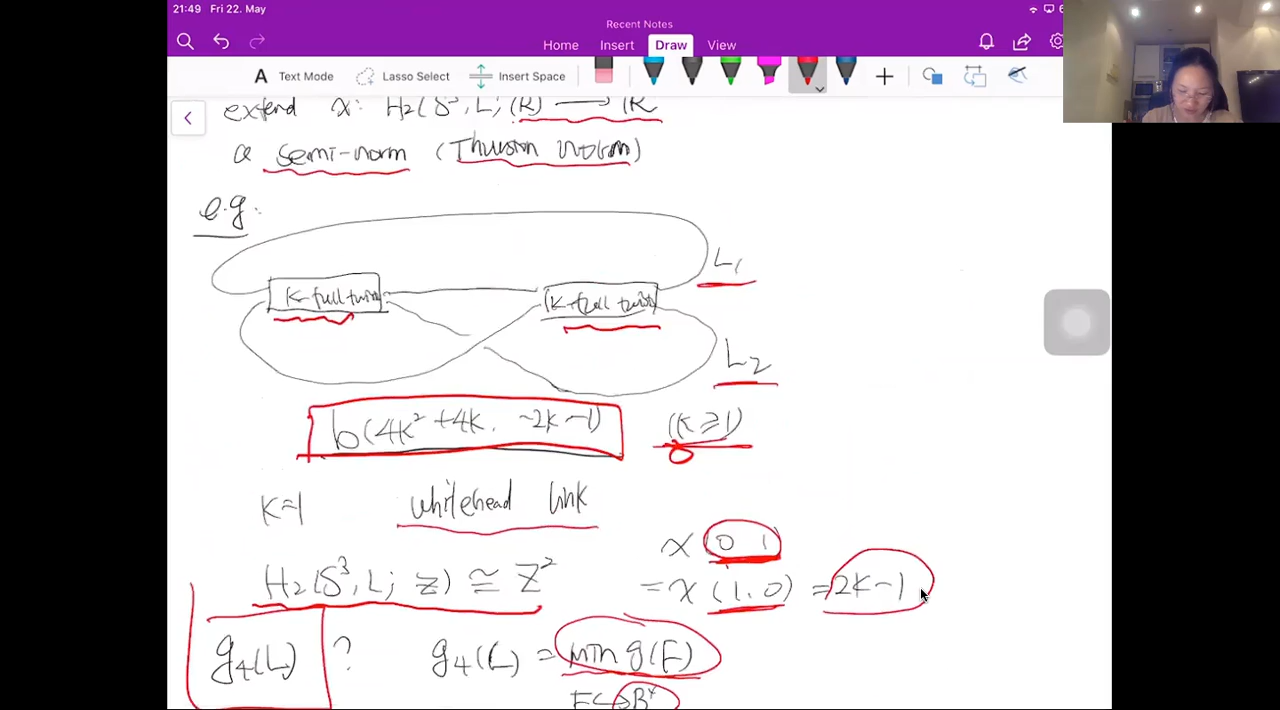 21:49 Fri 22. May
Recent Notes
Home Insert Draw View
A Text Mode Lasso Select Insert Space
extend x: H₂(S³, L; ℝ) → ℝ
a semi-norm (Thurston norm)
e.g.
L₁
k-full twist k-full twist
L₂
b(4k²+4k, -2k-1) (k ≥ 1)
0
k=1 whitehead link
x(0 1)
H₂(S³, L; Z) ≅ Z² = x(1,0) = 2k-1
g₄(L) ? g₄(L) = min g(F)
F↪B⁴